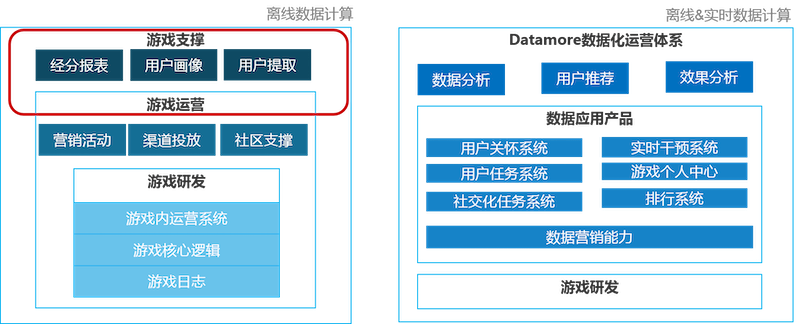 离线数据计算
游戏支撑
经分报表 用户画像 用户提取
游戏运营
营销活动 渠道投放 社区支撑
游戏研发
游戏内运营系统
游戏核心逻辑
游戏日志
离线&实时数据计算
Datamore数据化运营体系
数据分析 用户推荐 效果分析
数据应用产品
用户关怀系统 实时干预系统
用户任务系统 游戏个人中心
社交化任务系统 排行系统
数据营销能力
游戏研发